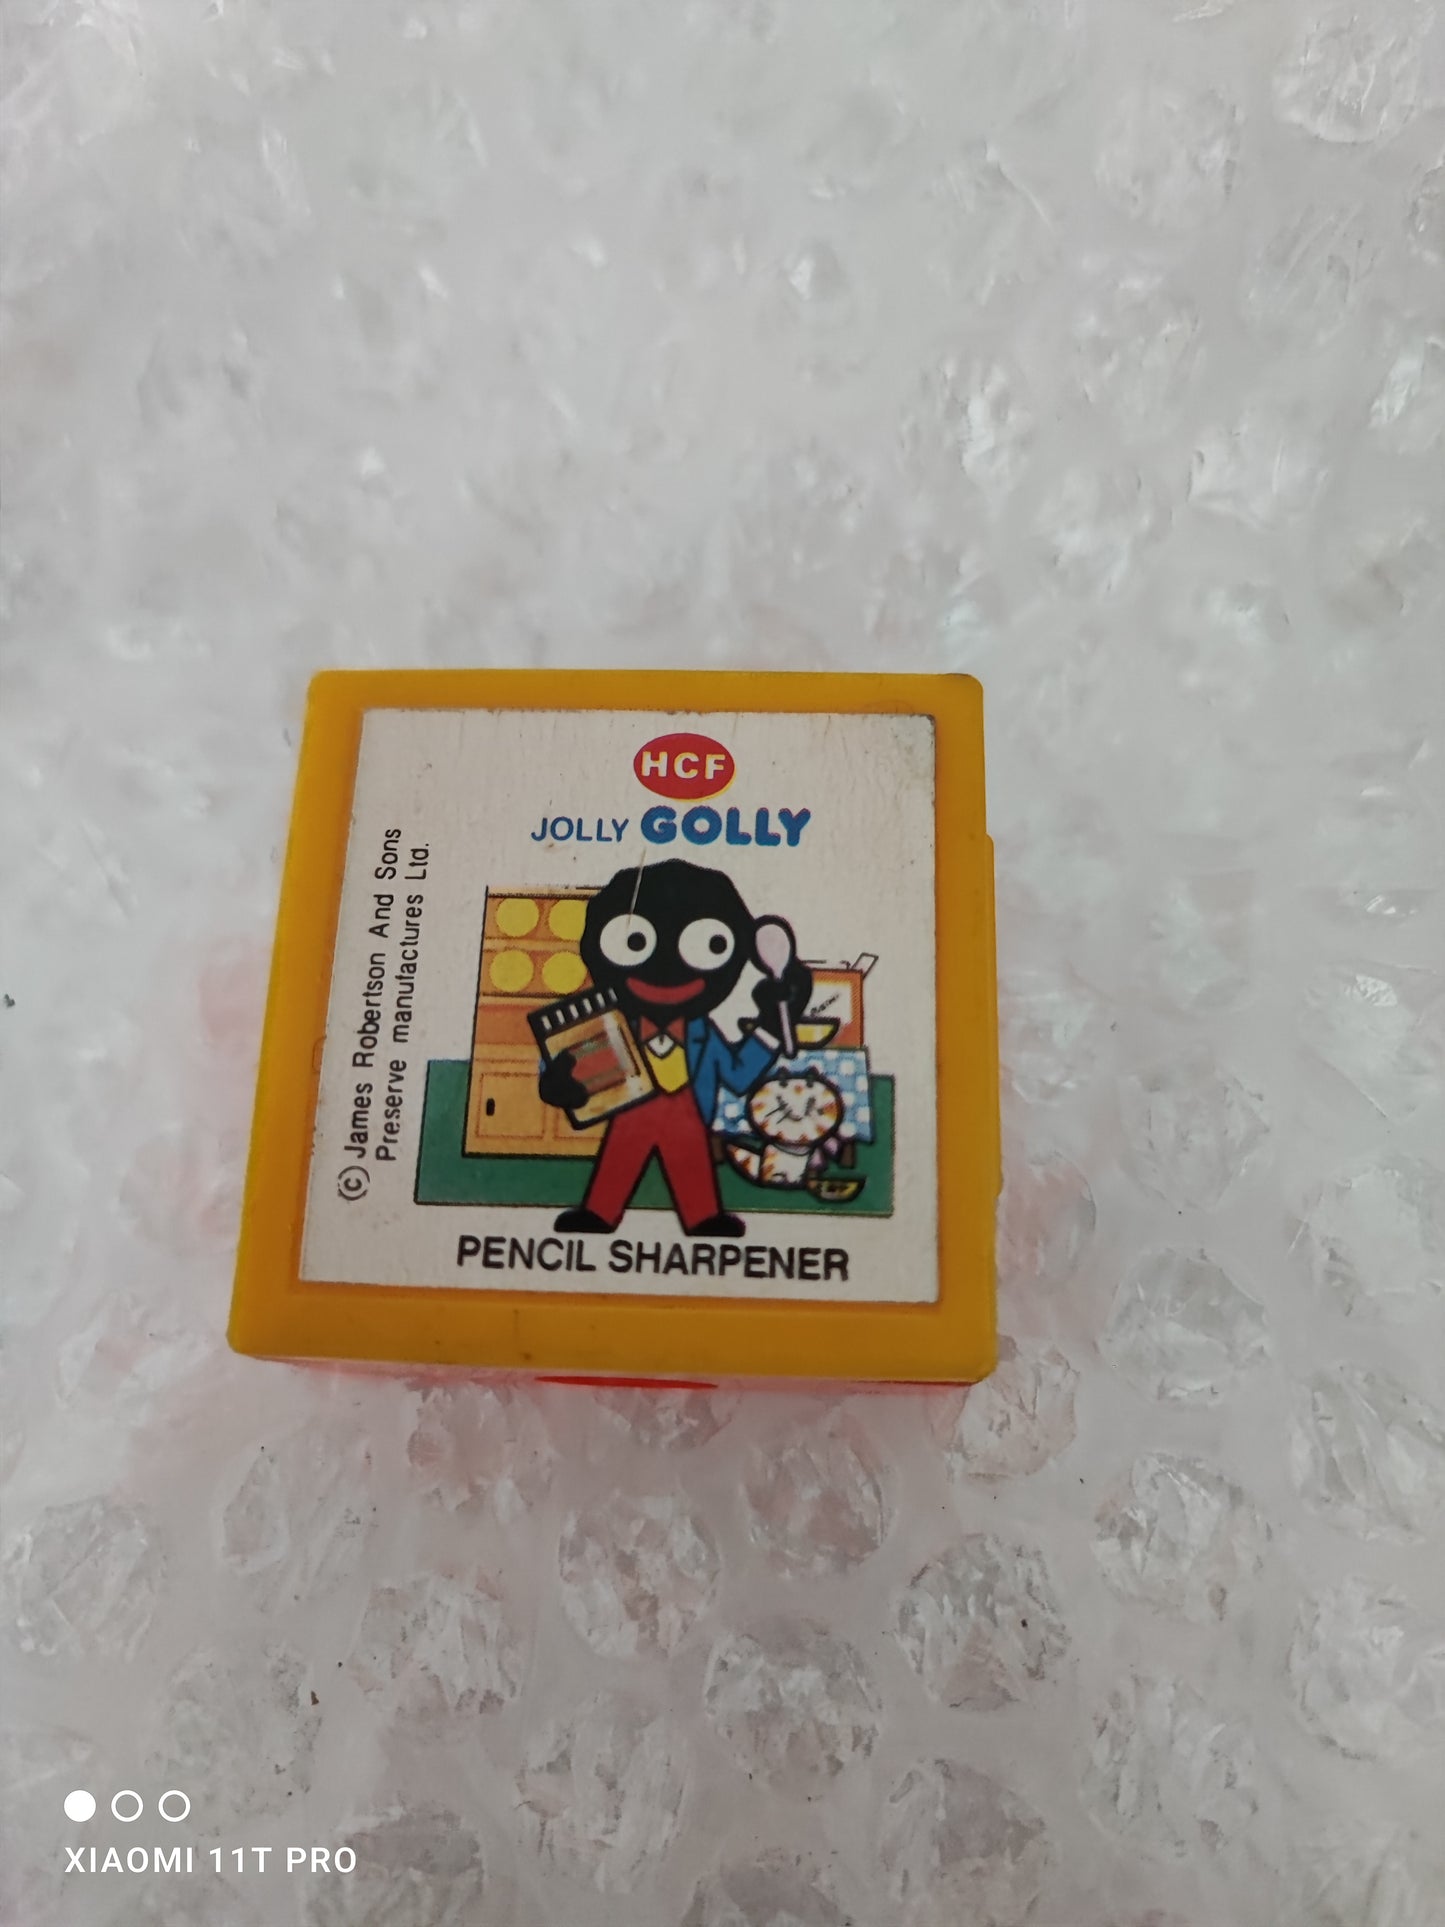 HCF
JOLLY GOLLY
(c) James Robertson And Sons
Preserve manufactures Ltd.
PENCIL SHARPENER
XIAOMI 11T PRO